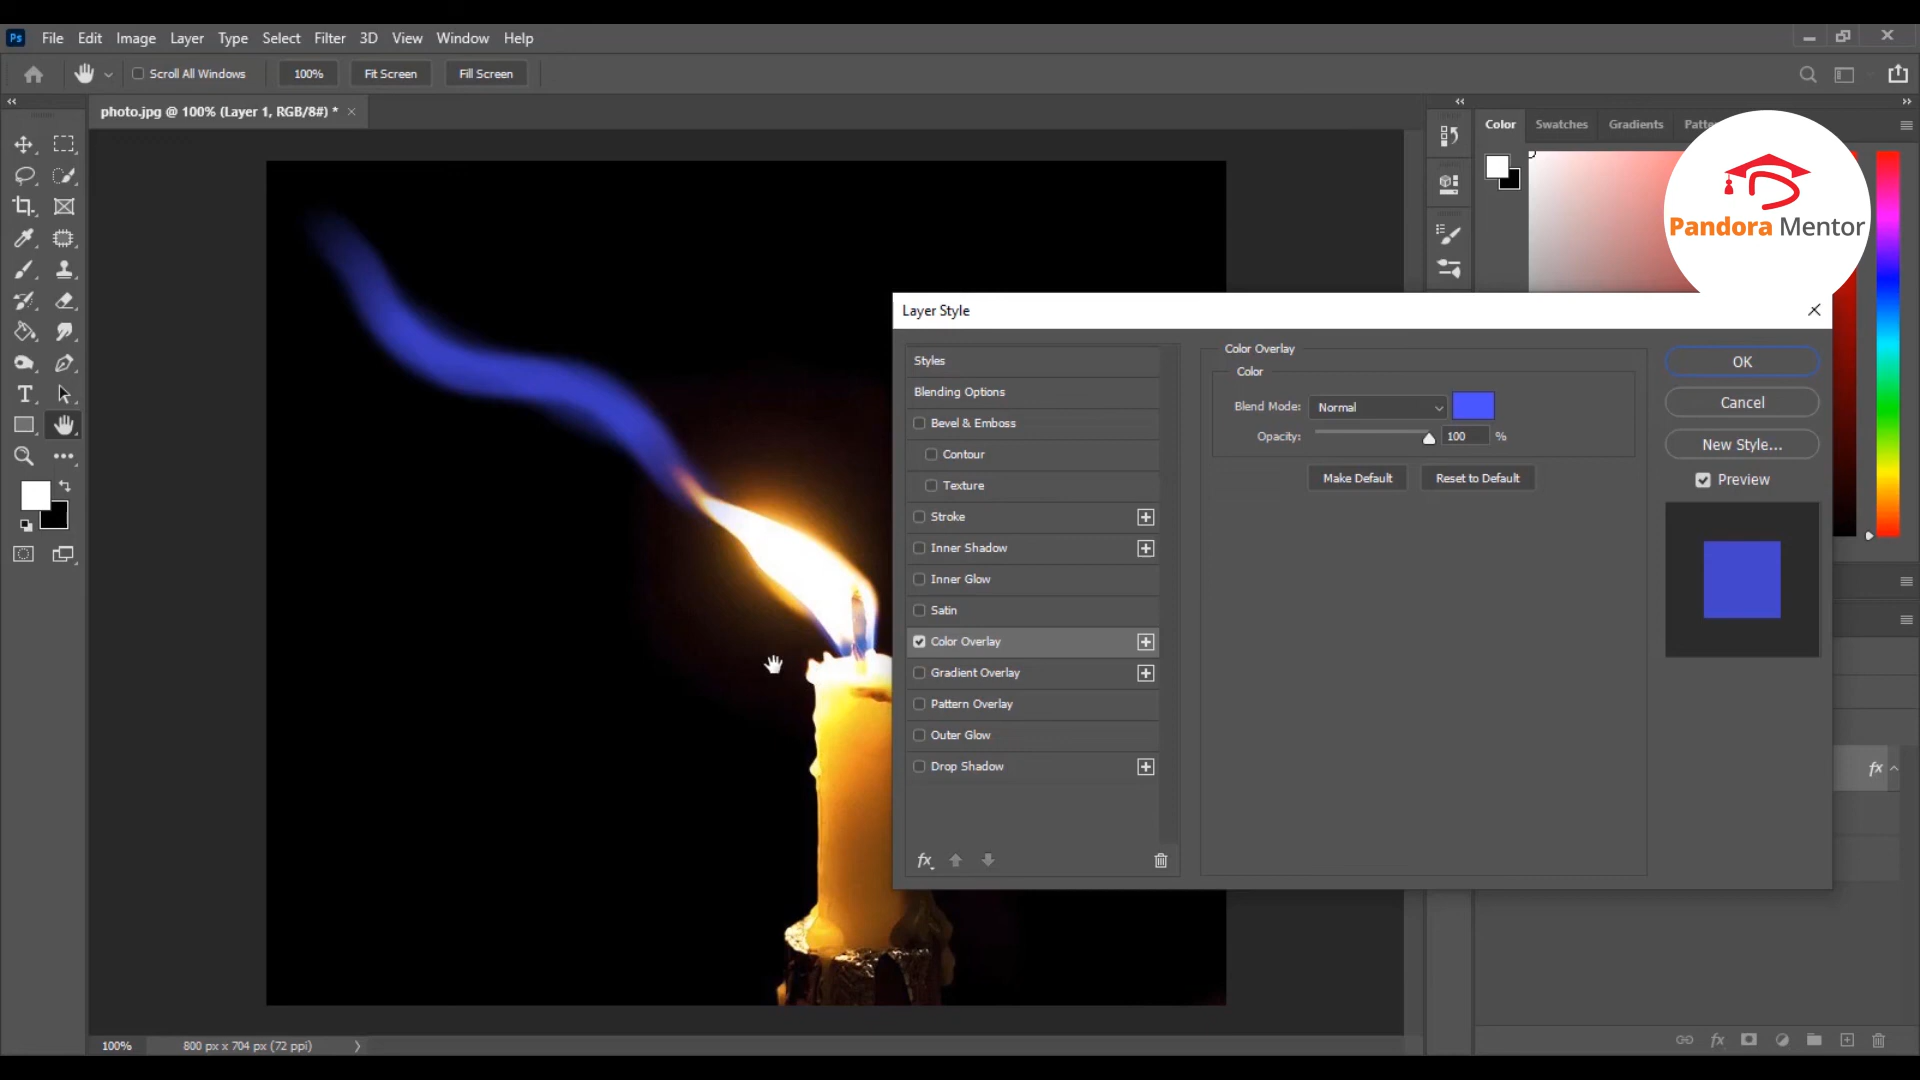 Ps File Edit Image Layer Type Select Filter 3D View Window Help
Scroll All Windows 100% Fit Screen Fill Screen
photo.jpg @ 100% (Layer 1, RGB/8#) *
Color Swatches Gradients
Pandora Mentor
Layer Style
Styles
Blending Options
Bevel & Emboss
Contour
Texture
Stroke
Inner Shadow
Inner Glow
Satin
Color Overlay
Gradient Overlay
Pattern Overlay
Outer Glow
Drop Shadow
fx
Color Overlay
Color
Blend Mode: Normal
Opacity: 100 %
Make Default Reset to Default
OK
Cancel
New Style...
Preview
fx
fx
100% 800 px x 704 px (72 ppi)